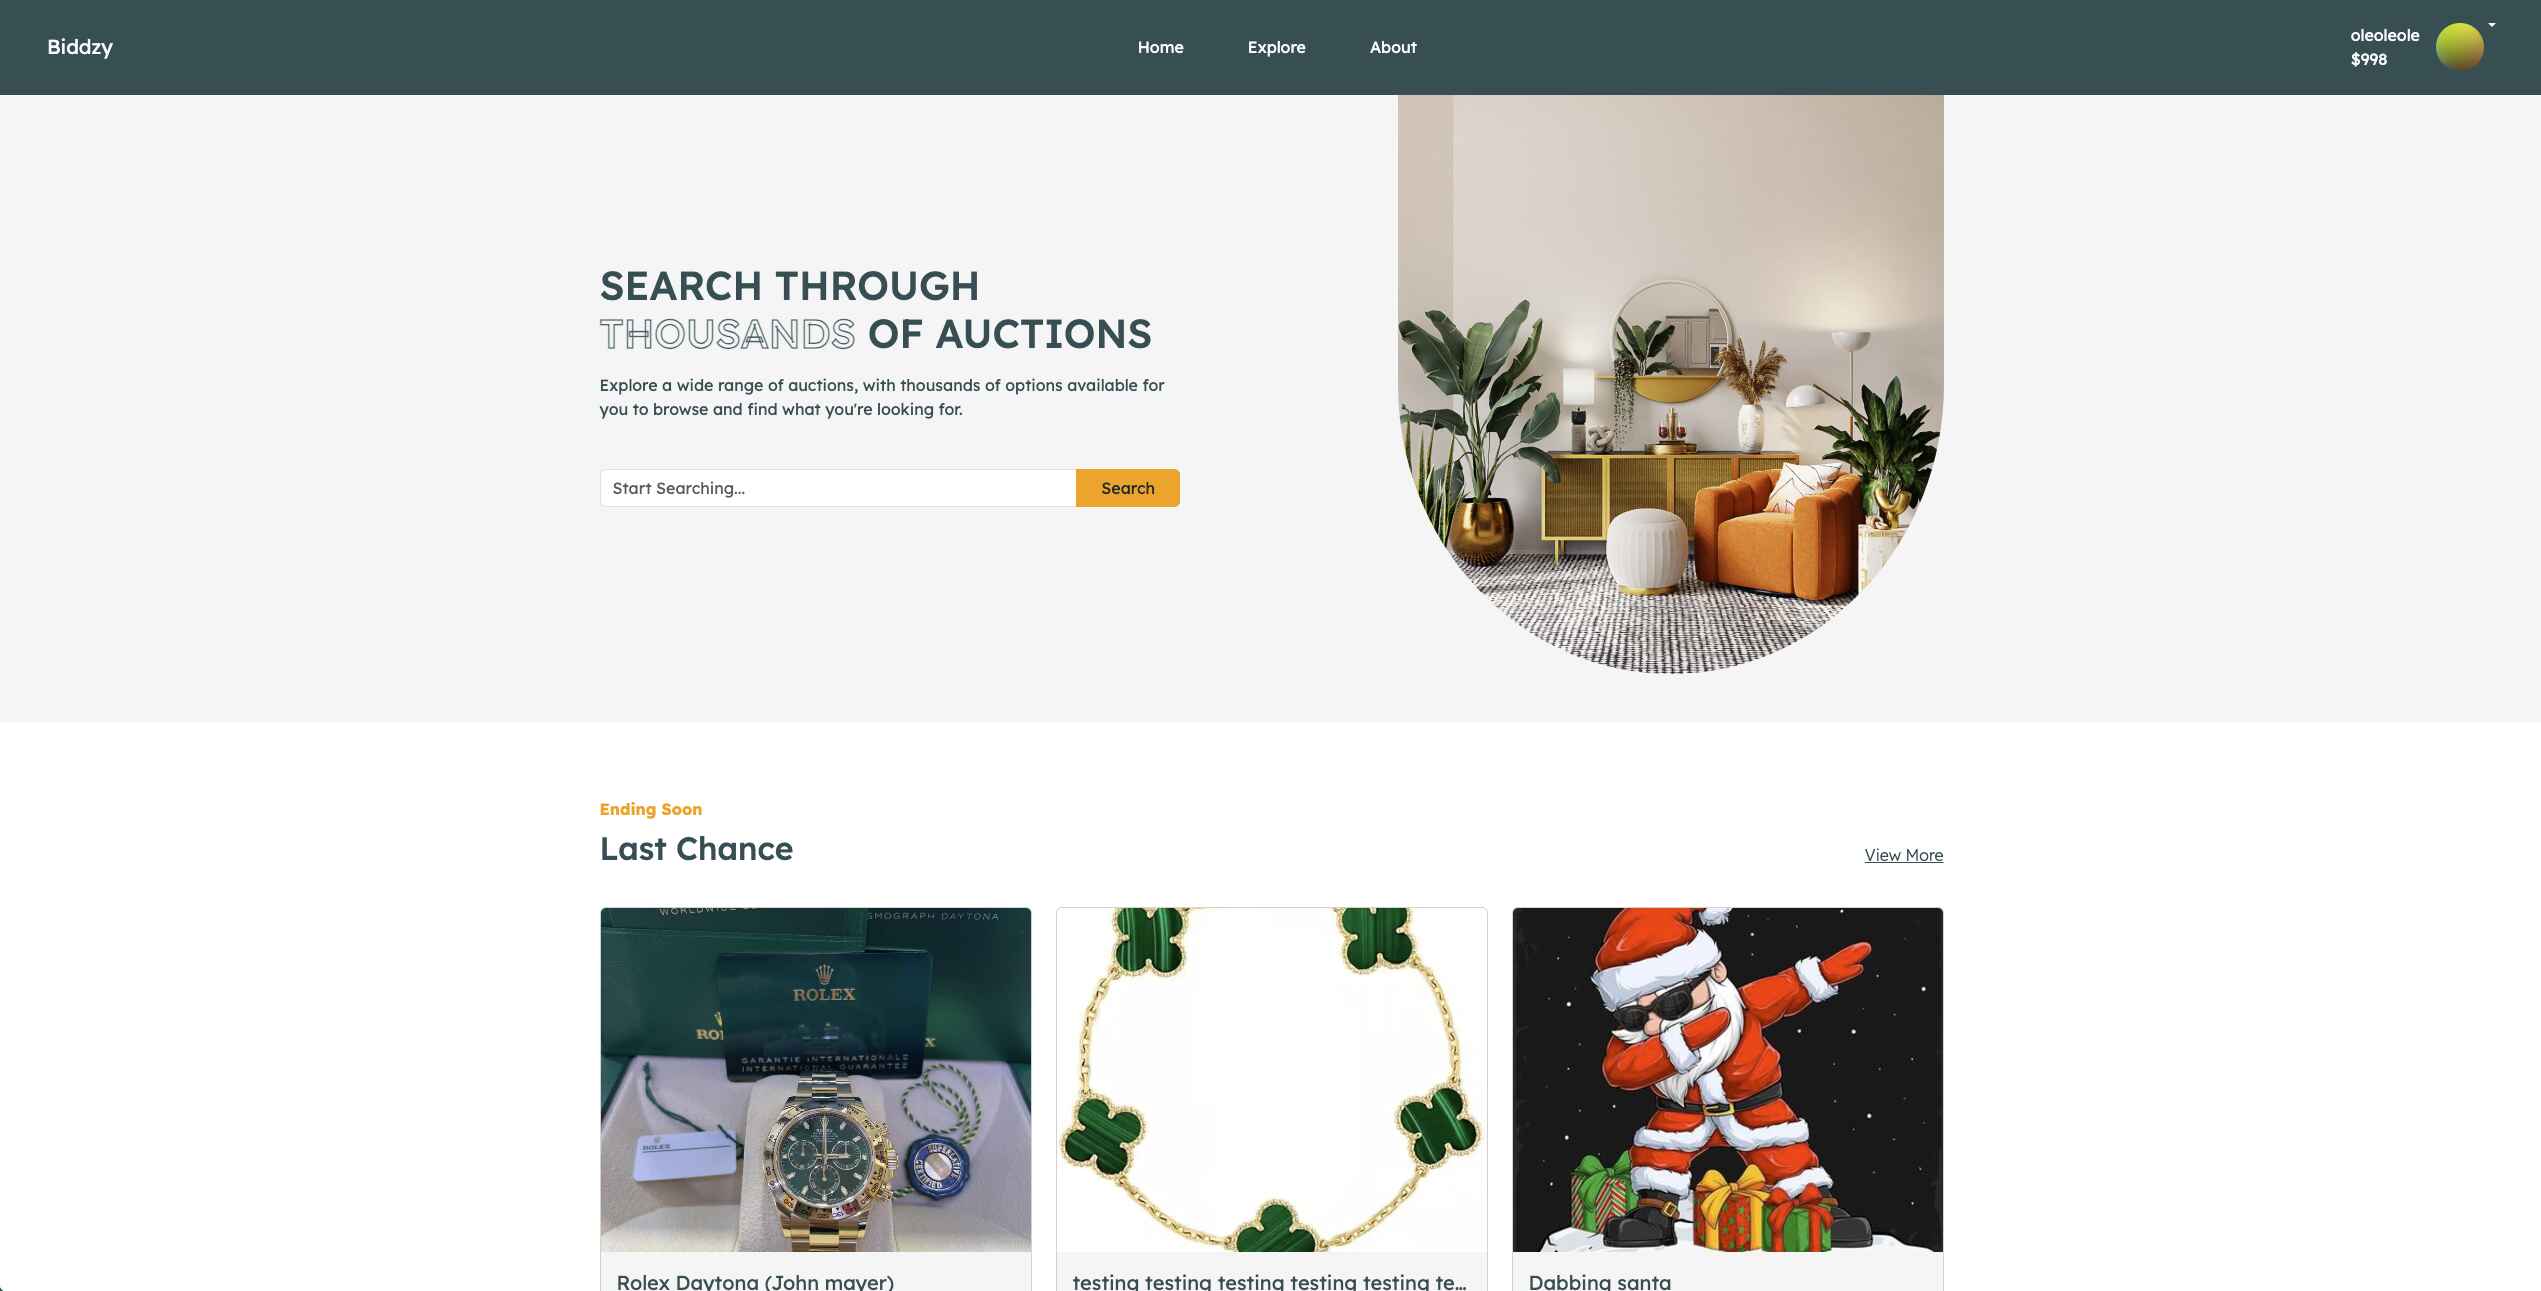 Biddzy
Home
Explore
About
oleoleole
$998
SEARCH THROUGH
THOUSANDS OF AUCTIONS
Explore a wide range of auctions, with thousands of options available for
you to browse and find what you're looking for.
Start Searching...
Search
Ending Soon
Last Chance
View More
SMOGRAPH DAYTONA
ROLEX
GARANTIE INTERNATIONALE
INTERNATIONAL GUARANTEE
ROLEX
Rolex Daytona (John mayer)
testing testing testing testing testing te...
Dabbing santa